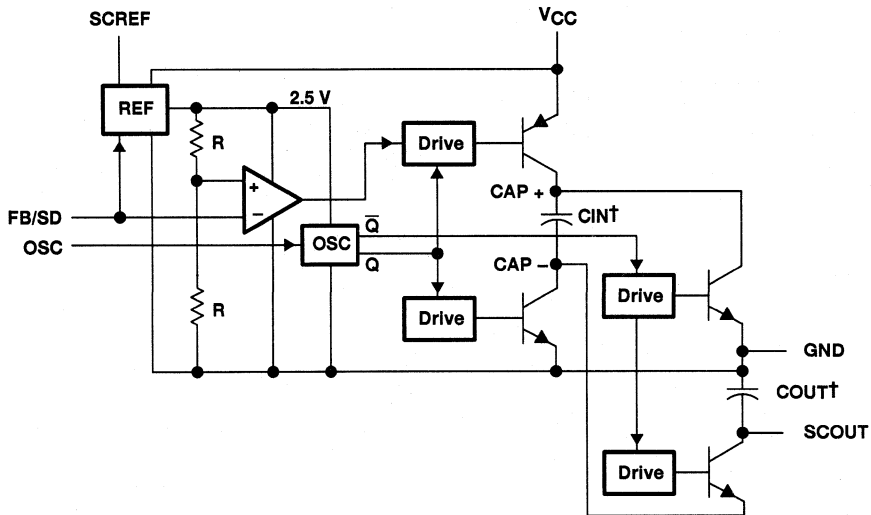 SCREF
VCC
REF
2.5 V
R
Drive
CAP +
CIN†
FB/SD
+
−
OSC
OSC
Q̅
Q
CAP −
R
Drive
Drive
GND
COUT†
SCOUT
Drive